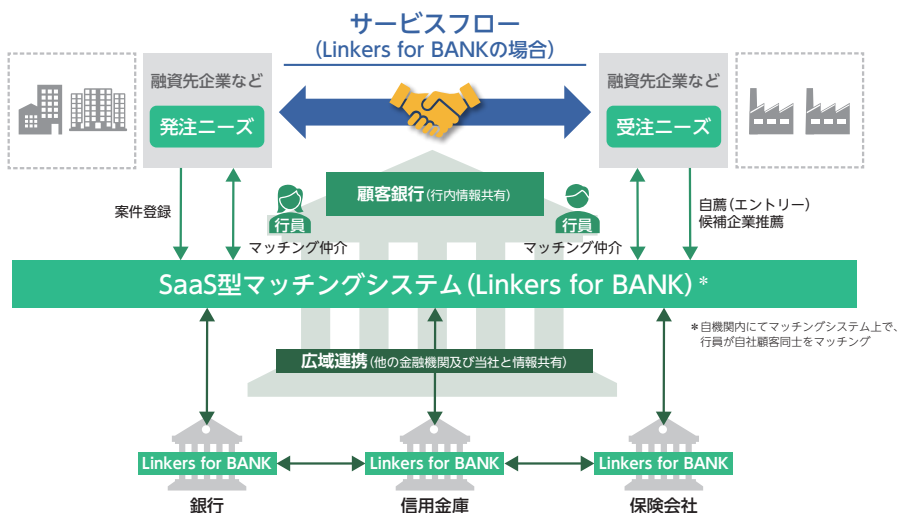 サービスフロー
(Linkers for BANKの場合)
融資先企業など
発注ニーズ
融資先企業など
受注ニーズ
顧客銀行(行内情報共有)
案件登録
行員
マッチング仲介
行員
マッチング仲介
自薦(エントリー)
候補企業推薦
SaaS型マッチングシステム(Linkers for BANK)*
*自機関内にてマッチングシステム上で、
行員が自社顧客同士をマッチング
広域連携(他の金融機関及び当社と情報共有)
Linkers for BANK
Linkers for BANK
Linkers for BANK
銀行
信用金庫
保険会社